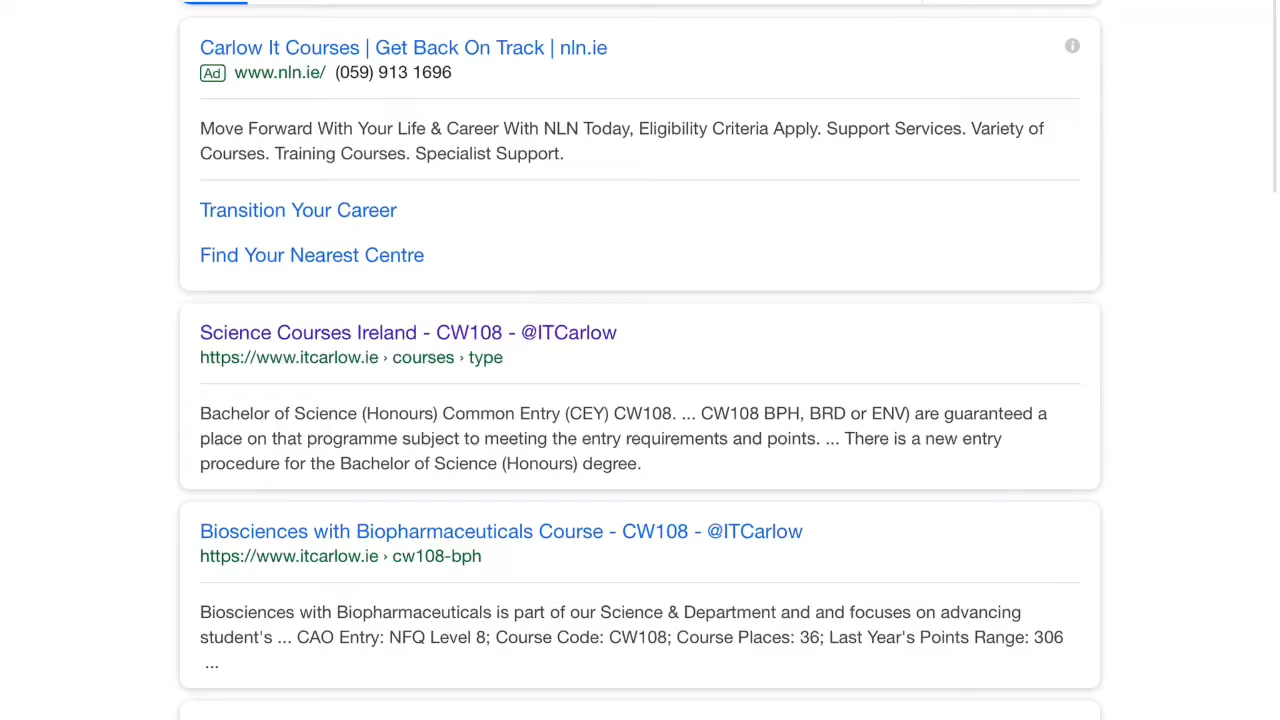 Carlow It Courses | Get Back On Track | nln.ie
Ad www.nln.ie/ (059) 913 1696
Move Forward With Your Life & Career With NLN Today, Eligibility Criteria Apply. Support Services. Variety of
Courses. Training Courses. Specialist Support.
Transition Your Career
Find Your Nearest Centre
Science Courses Ireland - CW108 - @ITCarlow
https://www.itcarlow.ie › courses › type
Bachelor of Science (Honours) Common Entry (CEY) CW108. ... CW108 BPH, BRD or ENV) are guaranteed a
place on that programme subject to meeting the entry requirements and points. ... There is a new entry
procedure for the Bachelor of Science (Honours) degree.
Biosciences with Biopharmaceuticals Course - CW108 - @ITCarlow
https://www.itcarlow.ie › cw108-bph
Biosciences with Biopharmaceuticals is part of our Science & Department and and focuses on advancing
student's ... CAO Entry: NFQ Level 8; Course Code: CW108; Course Places: 36; Last Year's Points Range: 306
...